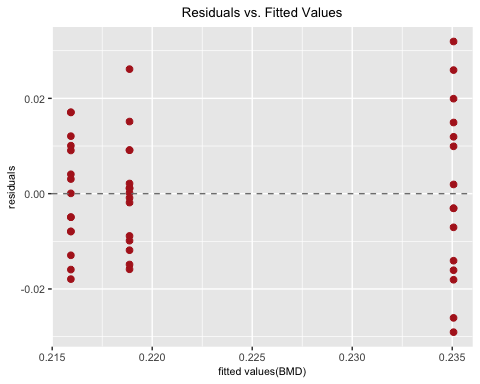 Residuals vs. Fitted Values
residuals
0.02
0.00
-0.02
0.215 0.220 0.225 0.230 0.235
fitted values(BMD)